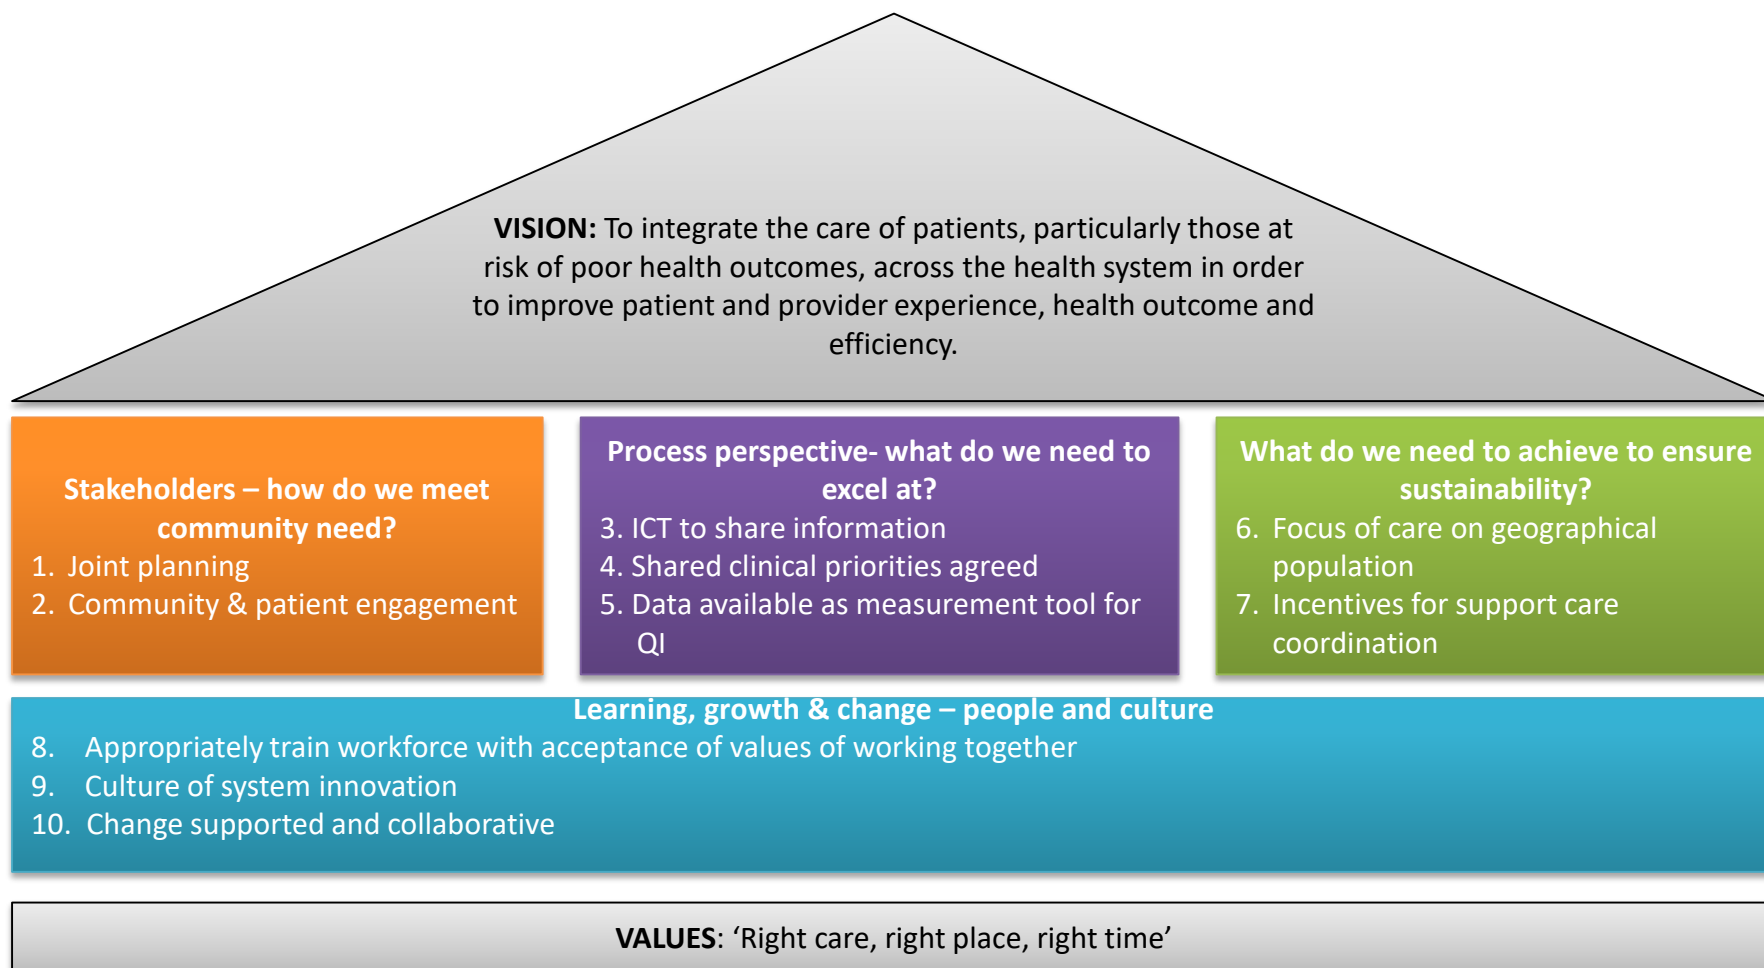 VISION: To integrate the care of patients, particularly those at
risk of poor health outcomes, across the health system in order
to improve patient and provider experience, health outcome and
efficiency.
Stakeholders – how do we meet
community need?
1. Joint planning
2. Community & patient engagement
Process perspective- what do we need to
excel at?
3. ICT to share information
4. Shared clinical priorities agreed
5. Data available as measurement tool for
QI
What do we need to achieve to ensure
sustainability?
6. Focus of care on geographical
population
7. Incentives for support care
coordination
Learning, growth & change – people and culture
8. Appropriately train workforce with acceptance of values of working together
9. Culture of system innovation
10. Change supported and collaborative
VALUES: ‘Right care, right place, right time’